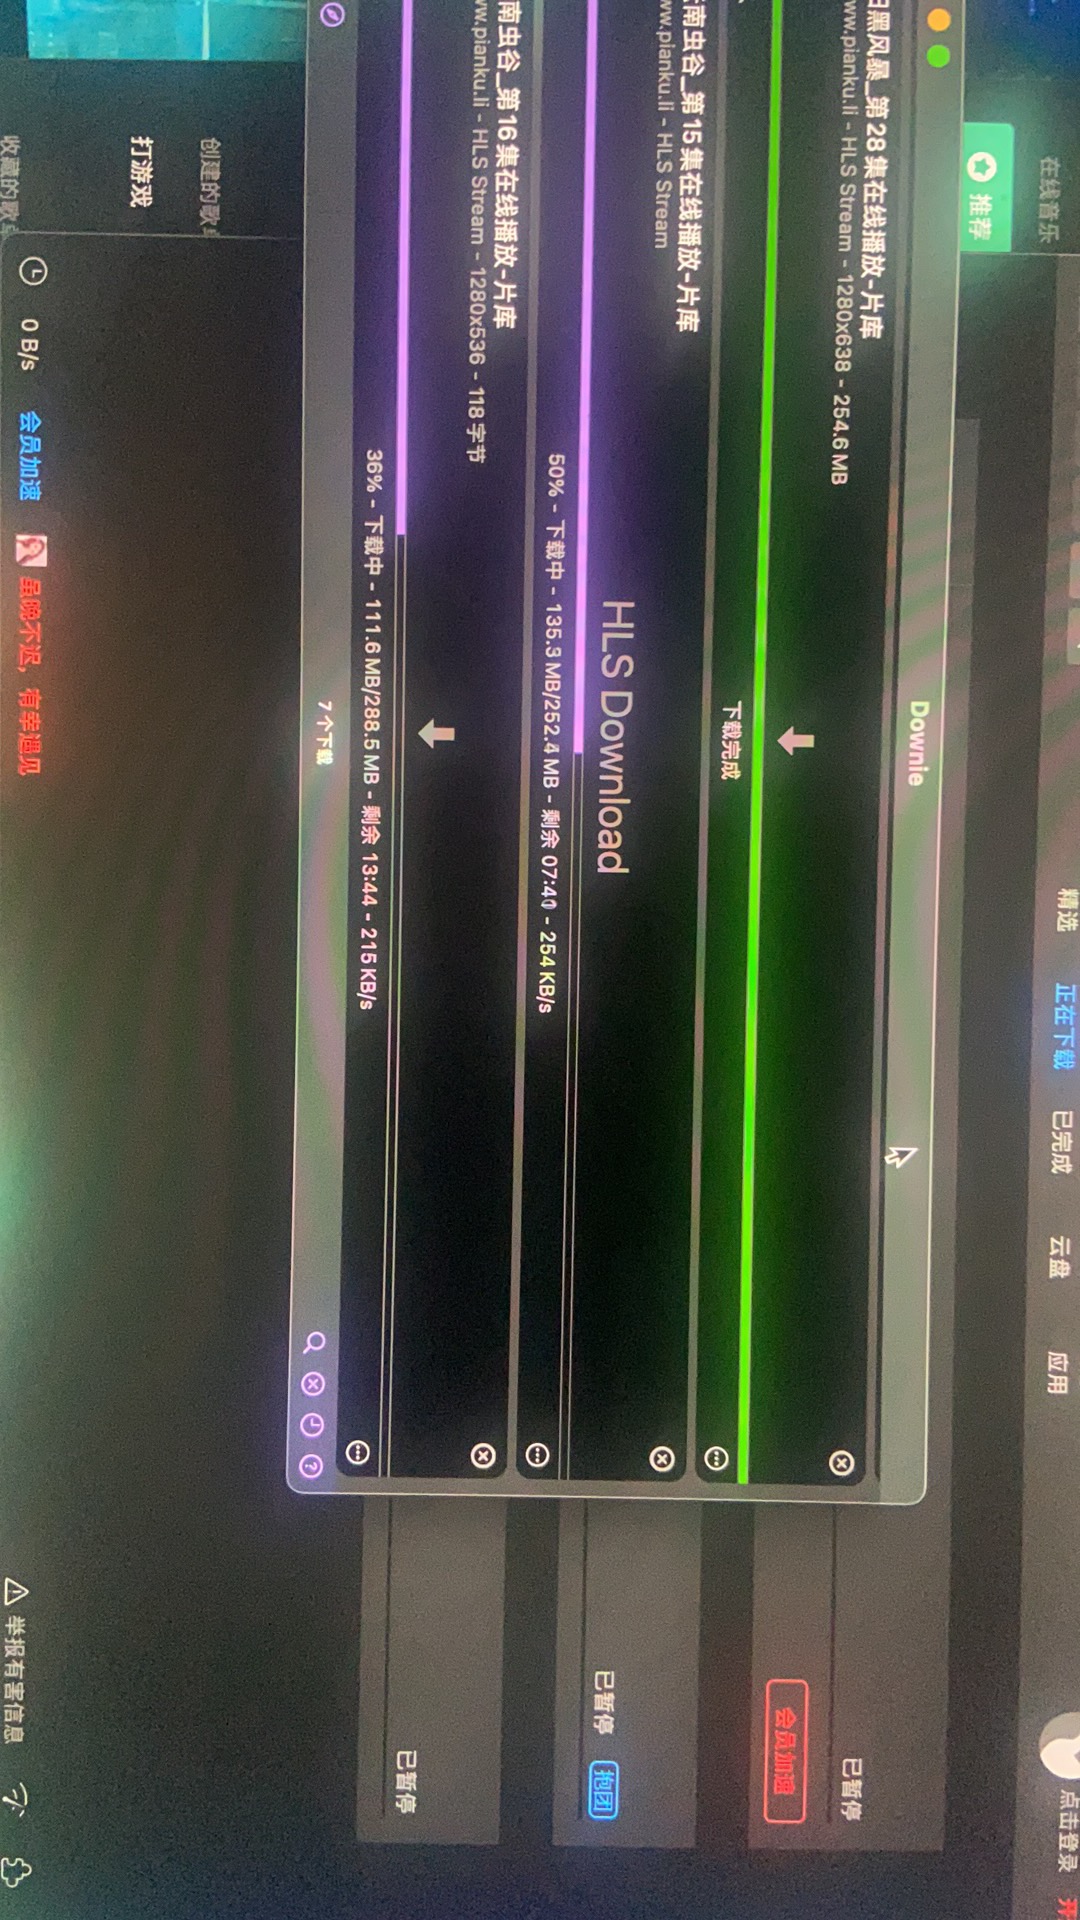 在线音乐
推荐
精选
正在下载
已完成
云盘
应用
点击登录
Downie
黑风暴_第28集在线播放-片库
www.pianku.li - HLS Stream - 1280x638 - 254.6 MB
下载完成
南虫谷_第15集在线播放-片库
www.pianku.li - HLS Stream
HLS Download
50% - 下载中 - 135.3 MB/252.4 MB - 剩余 07:40 - 254 KB/s
南虫谷_第16集在线播放-片库
www.pianku.li - HLS Stream - 1280x536 - 118 字节
36% - 下载中 - 111.6 MB/288.5 MB - 剩余 13:44 - 215 KB/s
7 个下载
已暂停
会员加速
已暂停
抱团
已暂停
创建的歌
打游戏
收藏的歌
0 B/s
会员加速
虽晚不迟，有幸遇见
举报有害信息